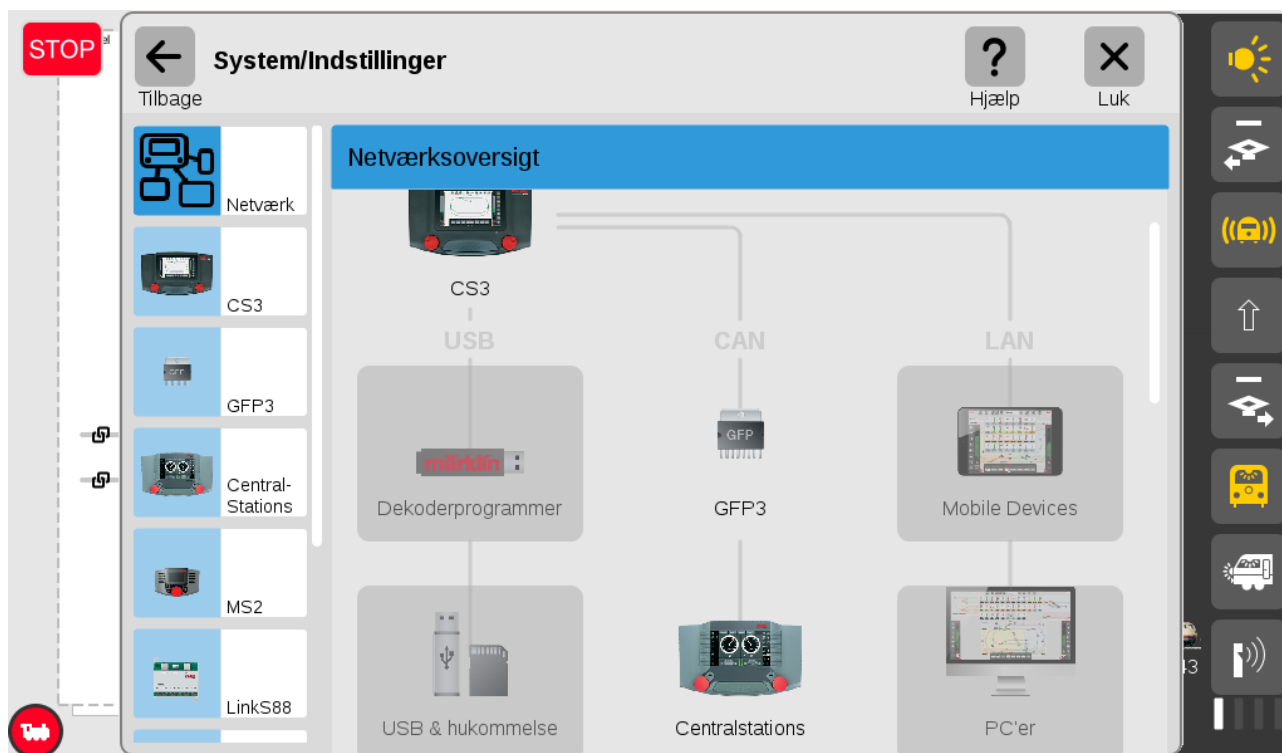 STOP
System/Indstillinger
Tilbage
?
Hjælp
Luk
Netværksoversigt
Netværk
CS3
GFP3
Central-
Stations
MS2
LinkS88
CS3
USB
CAN
LAN
märklin
GFP
Dekoderprogrammer
GFP3
Mobile Devices
USB & hukommelse
Centralstations
PC'er